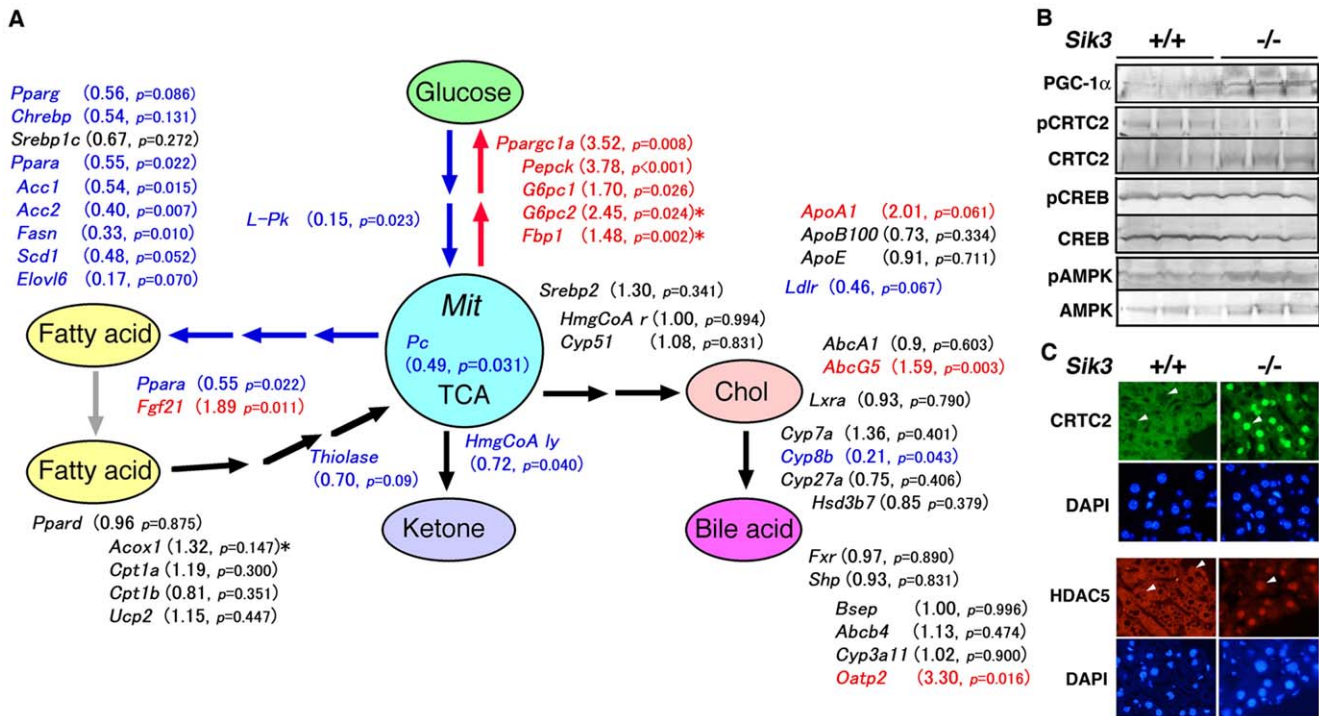 A
Glucose
Pparg (0.56, p=0.086)
Chrebp (0.54, p=0.131)
Srebp1c (0.67, p=0.272)
Ppara (0.55, p=0.022)
Acc1 (0.54, p=0.015)
Acc2 (0.40, p=0.007)
Fasn (0.33, p=0.010)
Scd1 (0.48, p=0.052)
Elovl6 (0.17, p=0.070)
Ppargc1a (3.52, p=0.008)
Pepck (3.78, p<0.001)
G6pc1 (1.70, p=0.026)
G6pc2 (2.45, p=0.024)*
Fbp1 (1.48, p=0.002)*
L-Pk (0.15, p=0.023)
ApoA1 (2.01, p=0.061)
ApoB100 (0.73, p=0.334)
ApoE (0.91, p=0.711)
Ldlr (0.46, p=0.067)
Mit
Pc
(0.49, p=0.031)
TCA
Srebp2 (1.30, p=0.341)
HmgCoA r (1.00, p=0.994)
Cyp51 (1.08, p=0.831)
Fatty acid
Ppara (0.55 p=0.022)
Fgf21 (1.89 p=0.011)
AbcA1 (0.9, p=0.603)
AbcG5 (1.59, p=0.003)
Chol
Lxra (0.93, p=0.790)
Fatty acid
Thiolase
(0.70, p=0.09)
HmgCoA ly
(0.72, p=0.040)
Cyp7a (1.36, p=0.401)
Cyp8b (0.21, p=0.043)
Cyp27a (0.75, p=0.406)
Hsd3b7 (0.85 p=0.379)
Ketone
Bile acid
Ppard (0.96 p=0.875)
Acox1 (1.32, p=0.147)*
Cpt1a (1.19, p=0.300)
Cpt1b (0.81, p=0.351)
Ucp2 (1.15, p=0.447)
Fxr (0.97, p=0.890)
Shp (0.93, p=0.831)
Bsep (1.00, p=0.996)
Abcb4 (1.13, p=0.474)
Cyp3a11 (1.02, p=0.900)
Oatp2 (3.30, p=0.016)
B
Sik3 +/+ -/-
PGC-1α
pCRTC2
CRTC2
pCREB
CREB
pAMPK
AMPK
C
Sik3 +/+ -/-
CRTC2
DAPI
HDAC5
DAPI